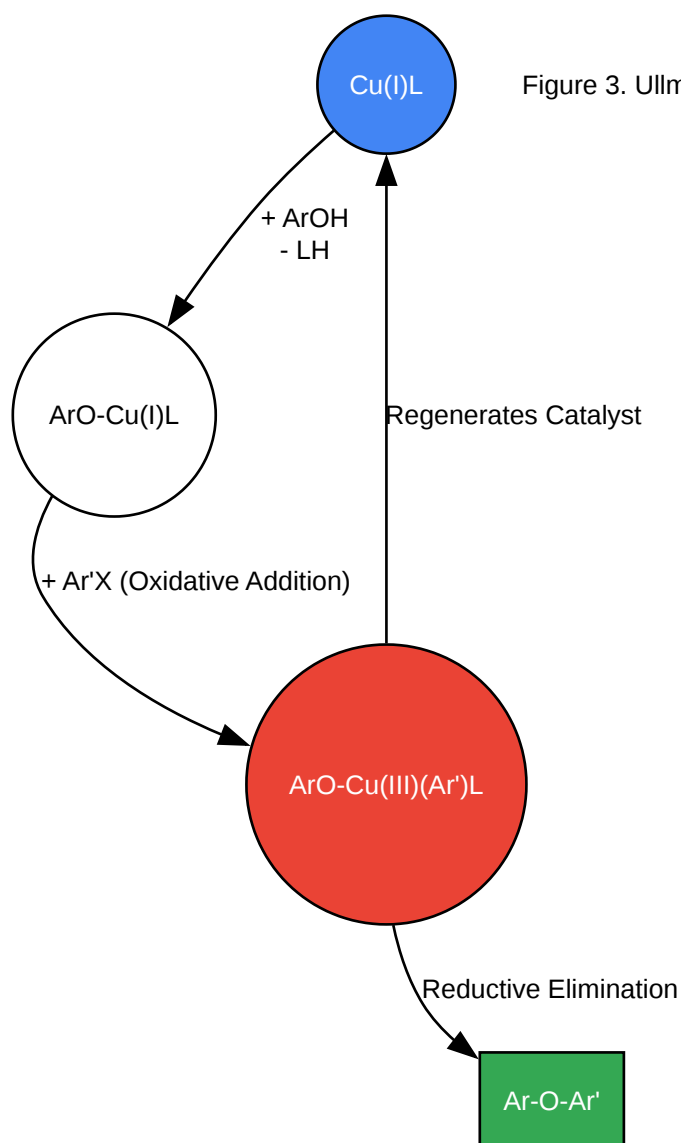 Cu(I)L
Figure 3. Ullm
+ ArOH
- LH
ArO-Cu(I)L
Regenerates Catalyst
+ Ar'X (Oxidative Addition)
ArO-Cu(III)(Ar')L
Reductive Elimination
Ar-O-Ar'